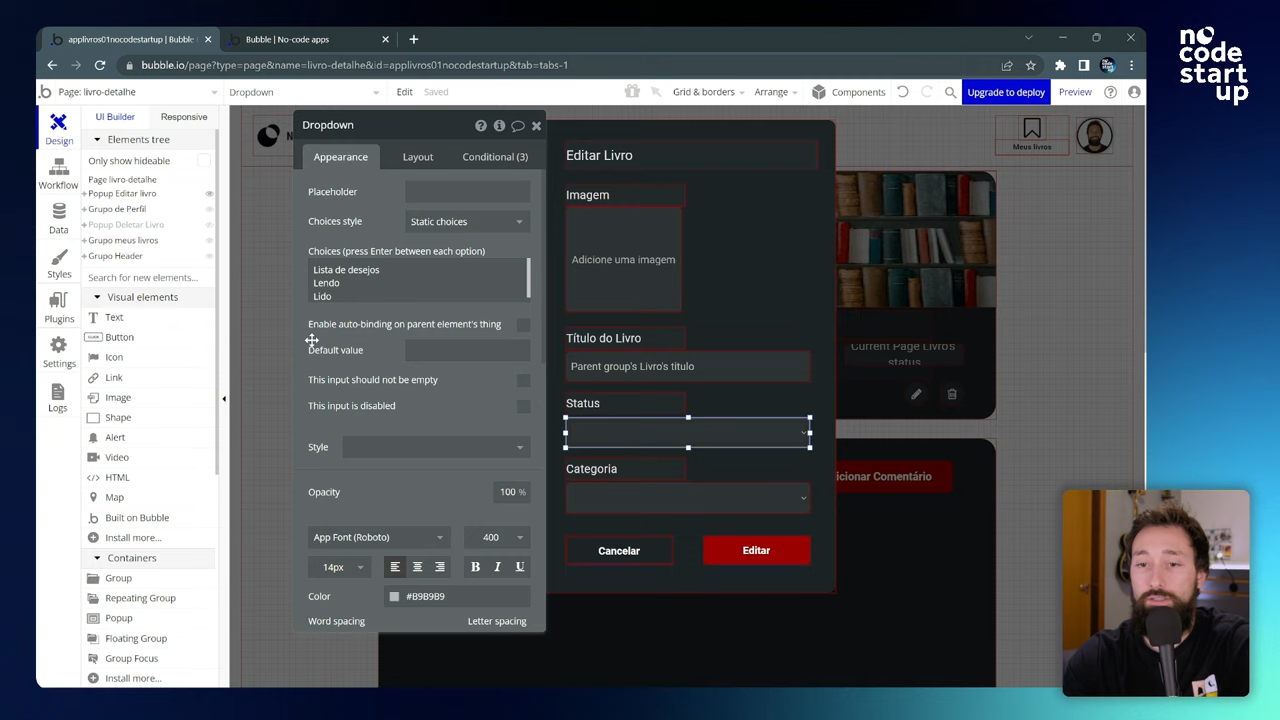 applivros01nocodestartup | Bubble
Bubble | No-code apps
no
code
start
up
bubble.io/page?type=page&name=livro-detalhe&id=applivros01nocodestartup&tab=tabs-1
Page: livro-detalhe
Dropdown
Edit
Saved
Grid & borders
Arrange
Components
Upgrade to deploy
Preview
Design
Workflow
Data
Styles
Plugins
Settings
Logs
UI Builder
Responsive
Elements tree
Only show hideable
Page livro-detalhe
Popup Editar livro
Grupo de Perfil
Popup Deletar Livro
Grupo meus livros
Grupo Header
Search for new elements...
Visual elements
Text
CLICK
Button
Icon
Link
Image
Shape
Alert
Video
</> HTML
Map
Built on Bubble
Install more...
Containers
Group
Repeating Group
Popup
Floating Group
Group Focus
Install more...
Dropdown
Appearance
Layout
Conditional (3)
Placeholder
Choices style
Static choices
Choices (press Enter between each option)
Lista de desejos
Lendo
Lido
Enable auto-binding on parent element's thing
Default value
This input should not be empty
This input is disabled
Style
Opacity
100 %
App Font (Roboto)
400
14px
B I U
Color
#B9B9B9
Word spacing
Letter spacing
N
Editar Livro
Imagem
Adicione uma imagem
Título do Livro
Parent group's Livro's titulo
Status
Categoria
Cancelar
Editar
Meus livros
Current Page Livro's
status
icionar Comentário